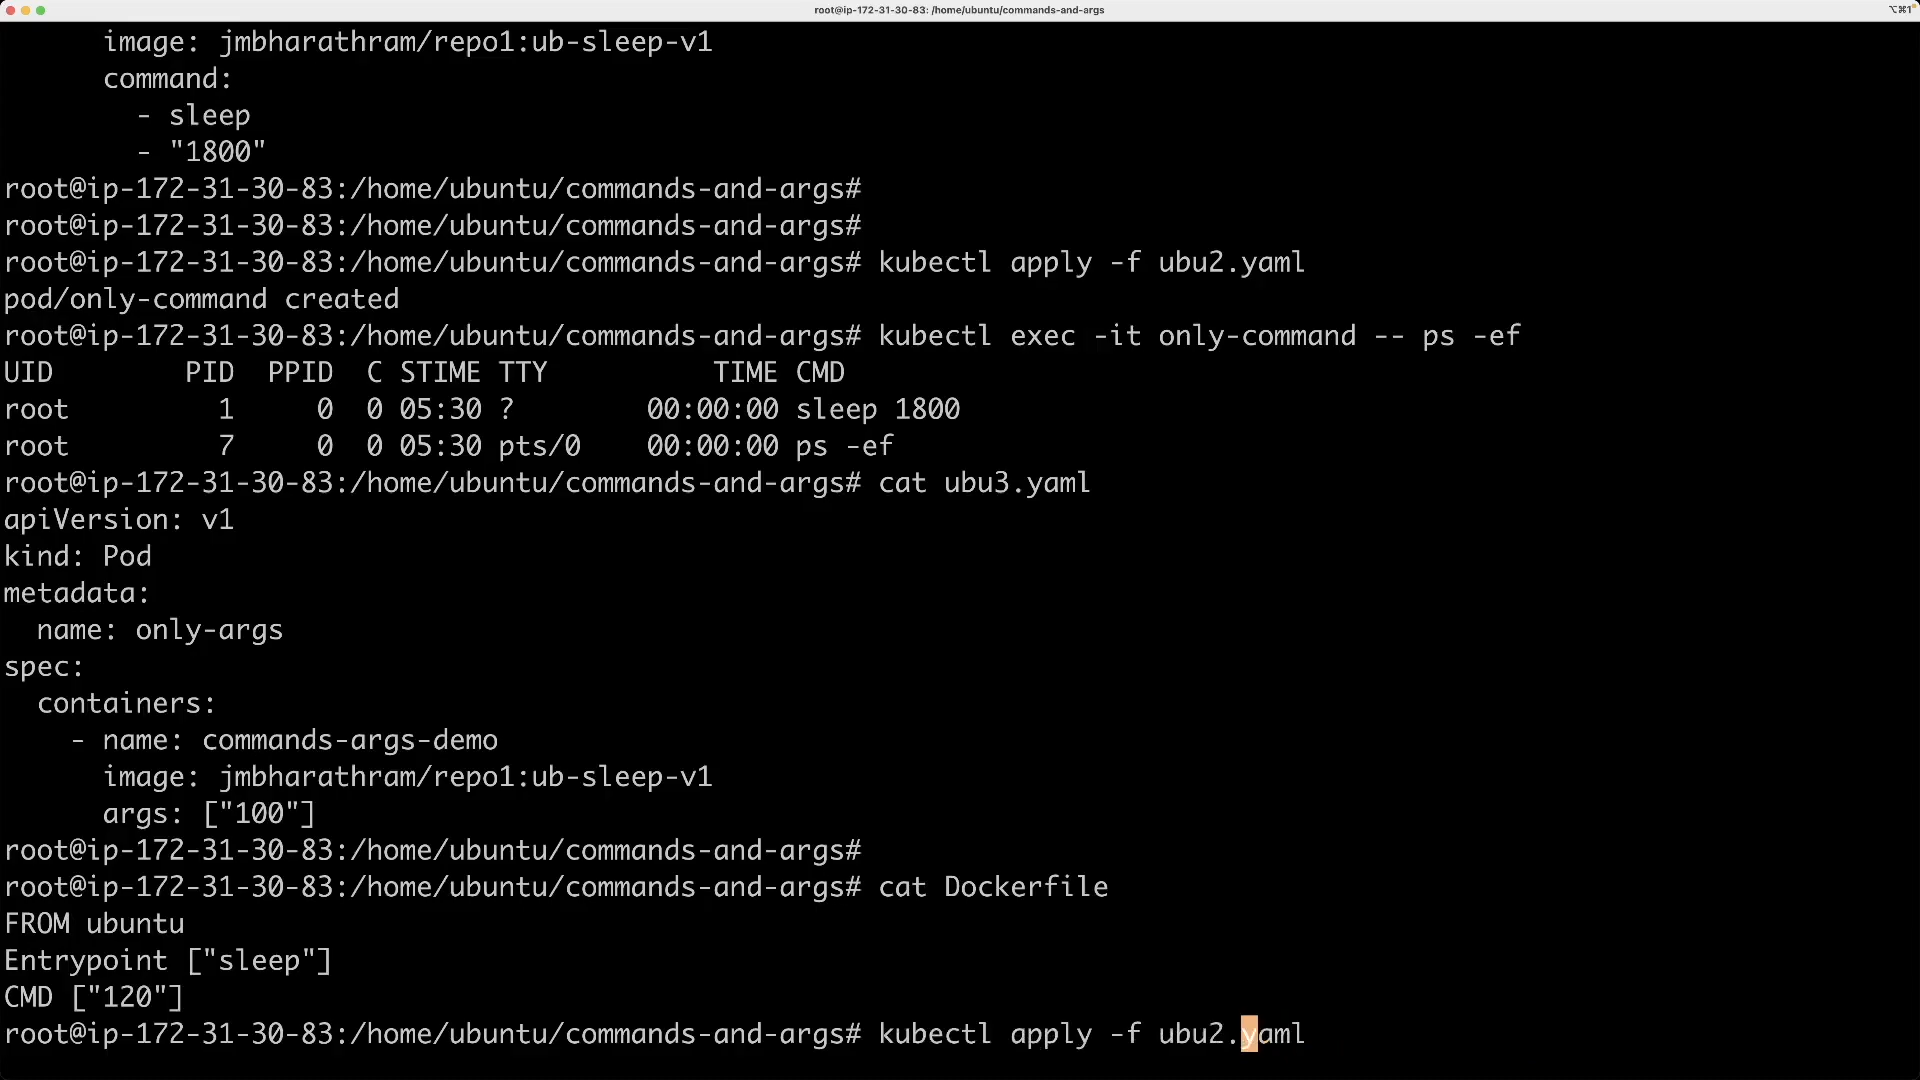 root@ip-172-31-30-83: /home/ubuntu/commands-and-args
⌥⌘1
image: jmbharathram/repo1:ub-sleep-v1
command:
- sleep
- "1800"
root@ip-172-31-30-83:/home/ubuntu/commands-and-args#
root@ip-172-31-30-83:/home/ubuntu/commands-and-args#
root@ip-172-31-30-83:/home/ubuntu/commands-and-args# kubectl apply -f ubu2.yaml
pod/only-command created
root@ip-172-31-30-83:/home/ubuntu/commands-and-args# kubectl exec -it only-command -- ps -ef
UID PID PPID C STIME TTY TIME CMD
root 1 0 0 05:30 ? 00:00:00 sleep 1800
root 7 0 0 05:30 pts/0 00:00:00 ps -ef
root@ip-172-31-30-83:/home/ubuntu/commands-and-args# cat ubu3.yaml
apiVersion: v1
kind: Pod
metadata:
name: only-args
spec:
containers:
- name: commands-args-demo
image: jmbharathram/repo1:ub-sleep-v1
args: ["100"]
root@ip-172-31-30-83:/home/ubuntu/commands-and-args#
root@ip-172-31-30-83:/home/ubuntu/commands-and-args# cat Dockerfile
FROM ubuntu
Entrypoint ["sleep"]
CMD ["120"]
root@ip-172-31-30-83:/home/ubuntu/commands-and-args# kubectl apply -f ubu2.yaml